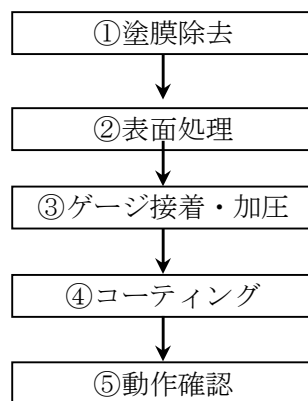 ①塗膜除去
②表面処理
③ゲージ接着・加圧
④コーティング
⑤動作確認